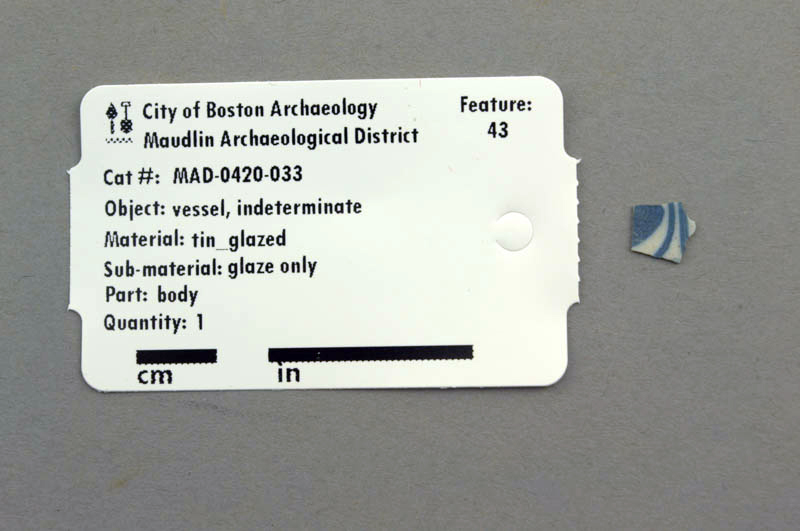 City of Boston Archaeology
Maudlin Archaeological District
Feature:
43
Cat #: MAD-0420-033
Object: vessel, indeterminate
Material: tin_glazed
Sub-material: glaze only
Part: body
Quantity: 1
cm
in